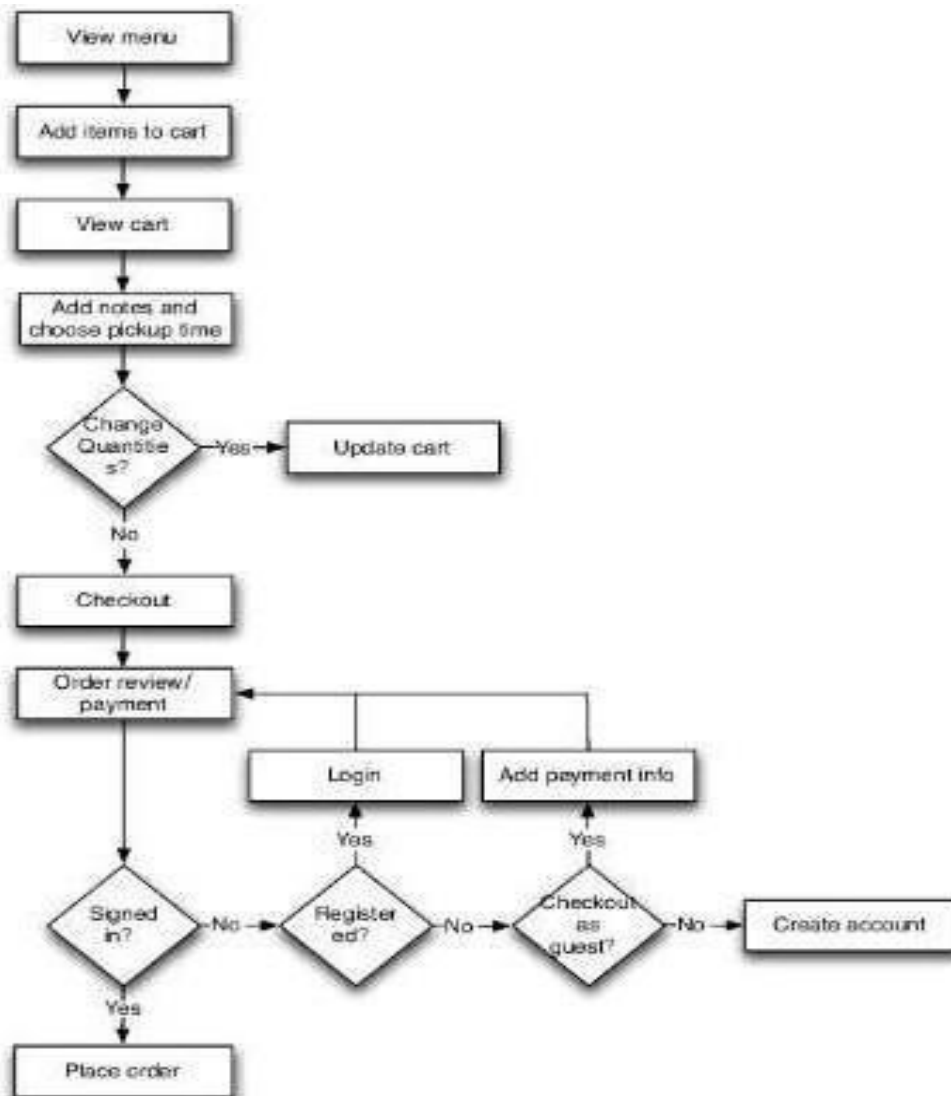 View menu
Add items to cart
View cart
Add notes and
choose pickup time
Change
Quantitie
s?
Yes
Update cart
No
Checkout
Order review/
payment
Login
Add payment info
Yes
Yes
Signed
in?
No
Register
ed?
No
Checkout
as
guest?
No
Create account
Yes
Place order